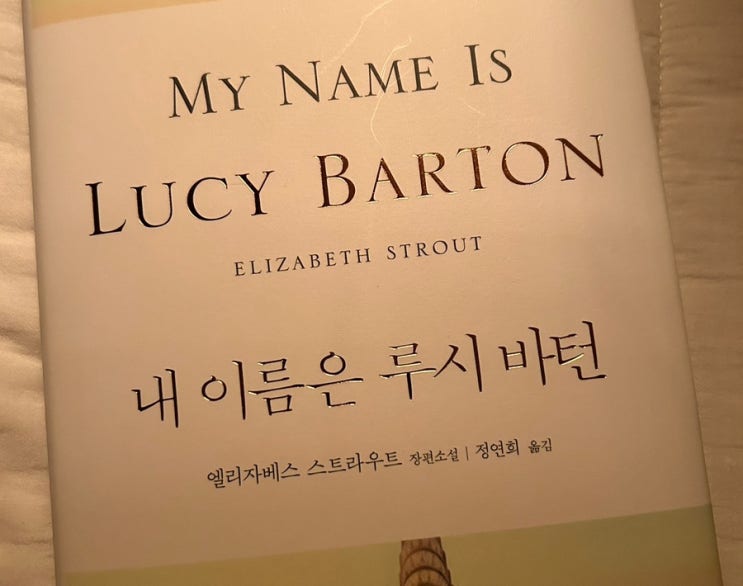 MY NAME IS
LUCY BARTON
ELIZABETH STROUT
내 이름은 루시 바턴
엘리자베스 스트라우트 장편소설 | 정연희 옮김